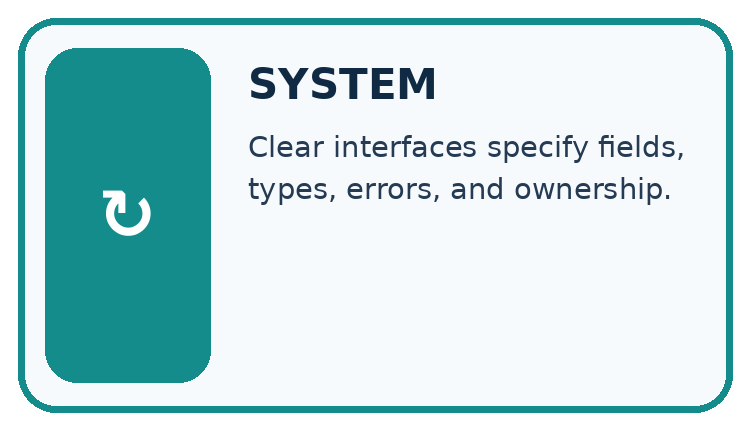 SYSTEM
Clear interfaces specify fields,
types, errors, and ownership.